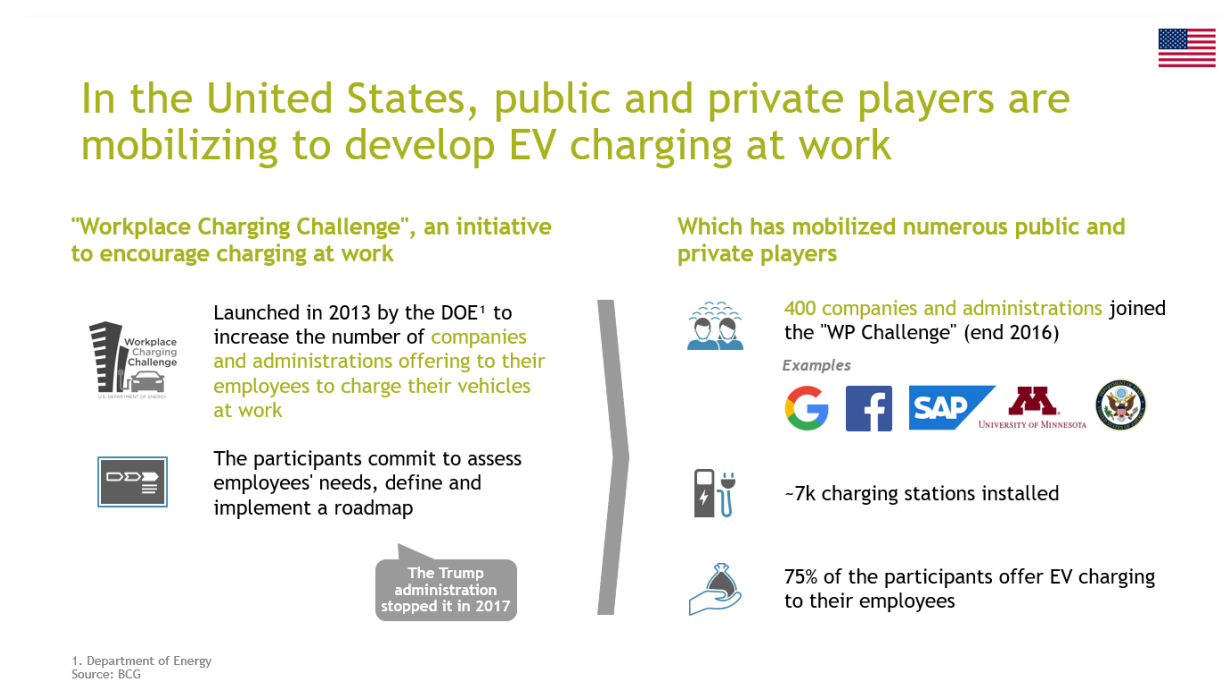 In the United States, public and private players are
mobilizing to develop EV charging at work
"Workplace Charging Challenge", an initiative
to encourage charging at work
Workplace
Charging
Challenge
U.S. DEPARTMENT OF ENERGY
Launched in 2013 by the DOE¹ to
increase the number of companies
and administrations offering to their
employees to charge their vehicles
at work
The participants commit to assess
employees' needs, define and
implement a roadmap
The Trump
administration
stopped it in 2017
Which has mobilized numerous public and
private players
400 companies and administrations joined
the "WP Challenge" (end 2016)
Examples
SAP
UNIVERSITY OF MINNESOTA
~7k charging stations installed
75% of the participants offer EV charging
to their employees
1. Department of Energy
Source: BCG